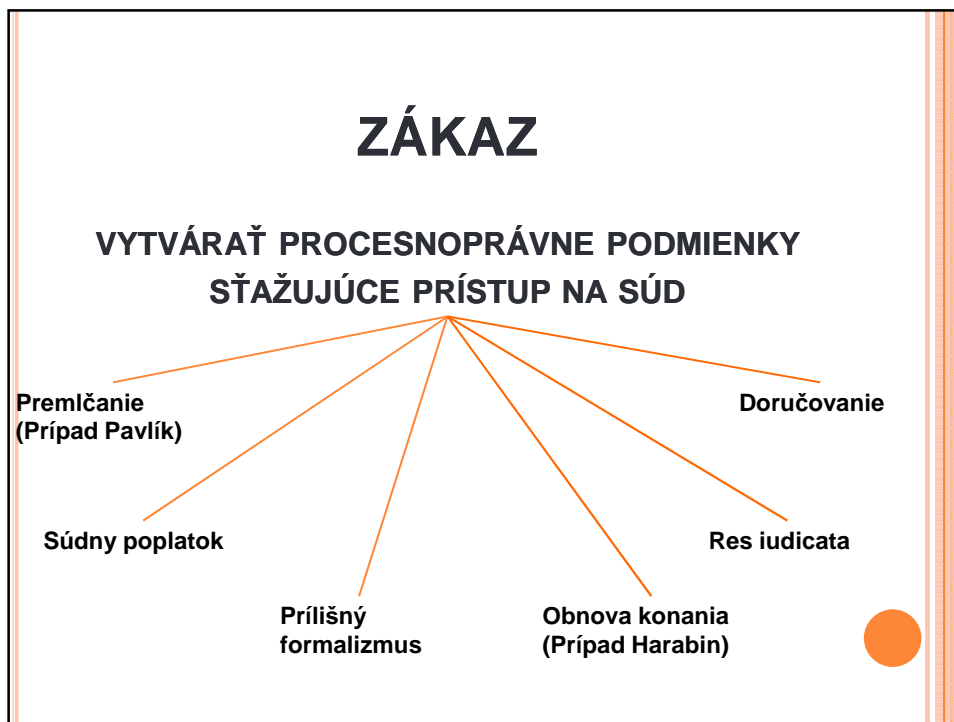 ZÁKAZ
VYTVÁRAŤ PROCESNOPRÁVNE PODMIENKY
SŤAŽUJÚCE PRÍSTUP NA SÚD
Premlčanie
(Prípad Pavlík)
Doručovanie
Súdny poplatok
Res iudicata
Prílišný
formalizmus
Obnova konania
(Prípad Harabin)